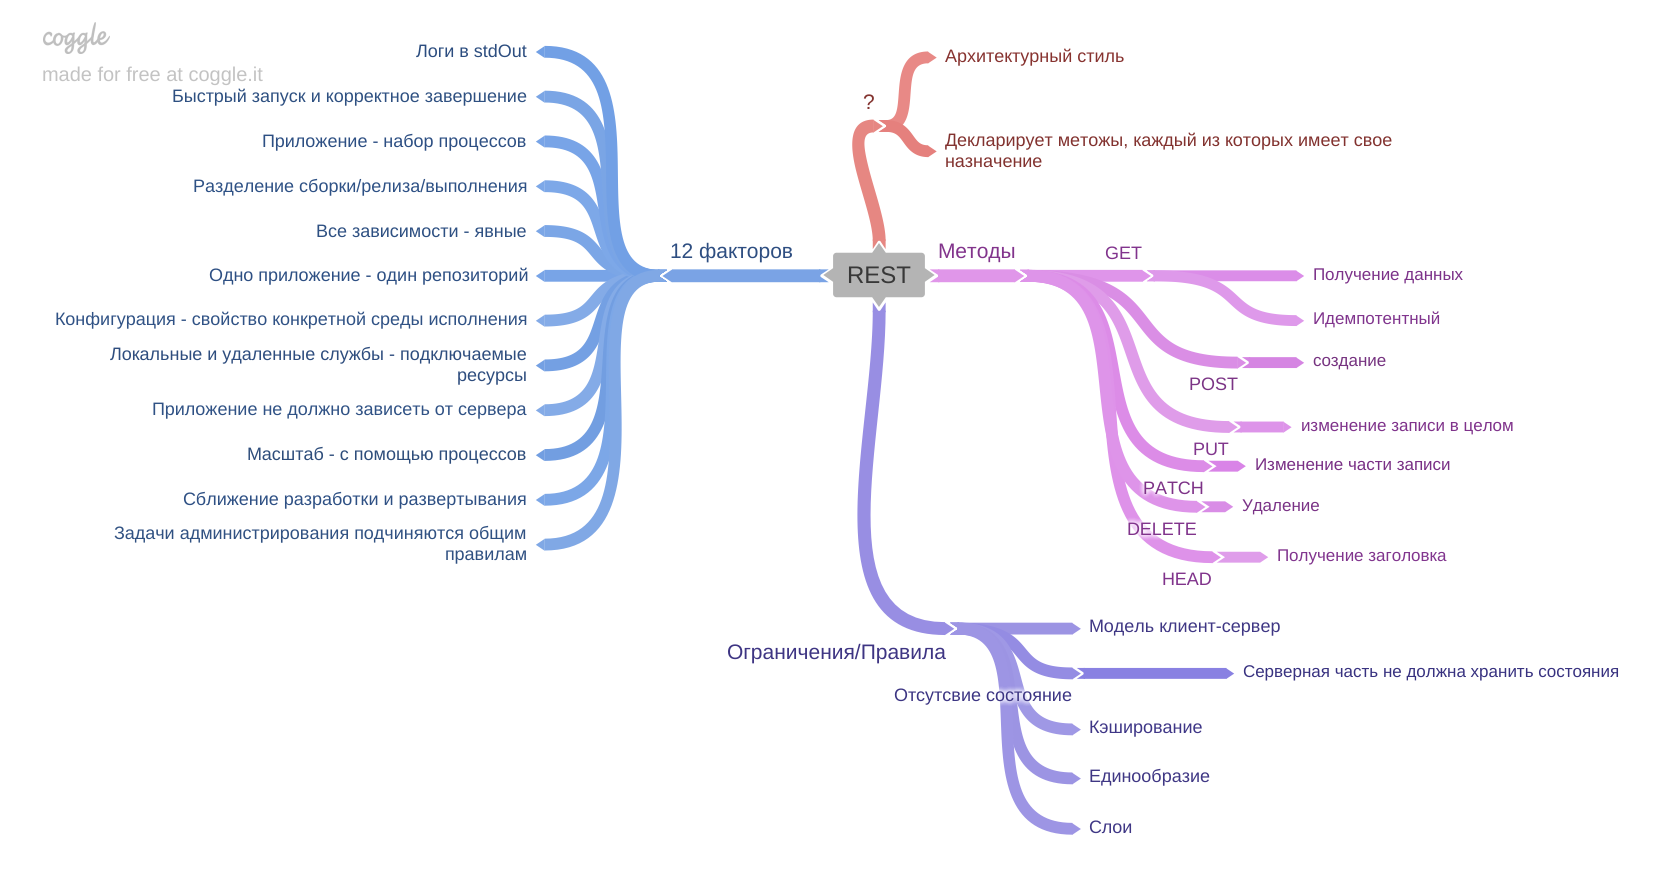 coggle
made for free at coggle.it
Логи в stdOut
Быстрый запуск и корректное завершение
Приложение - набор процессов
Разделение сборки/релиза/выполнения
Все зависимости - явные
Одно приложение - один репозиторий
Конфигурация - свойство конкретной среды исполнения
Локальные и удаленные службы - подключаемые
ресурсы
Приложение не должно зависеть от сервера
Масштаб - с помощью процессов
Сближение разработки и развертывания
Задачи администрирования подчиняются общим
правилам
12 факторов
REST
?
Архитектурный стиль
Декларирует метожы, каждый из которых имеет свое
назначение
Методы
GET
Получение данных
Идемпотентный
POST
создание
PUT
изменение записи в целом
PATCH
Изменение части записи
DELETE
Удаление
HEAD
Получение заголовка
Ограничения/Правила
Модель клиент-сервер
Отсутсвие состояние
Серверная часть не должна хранить состояния
Кэширование
Единообразие
Слои